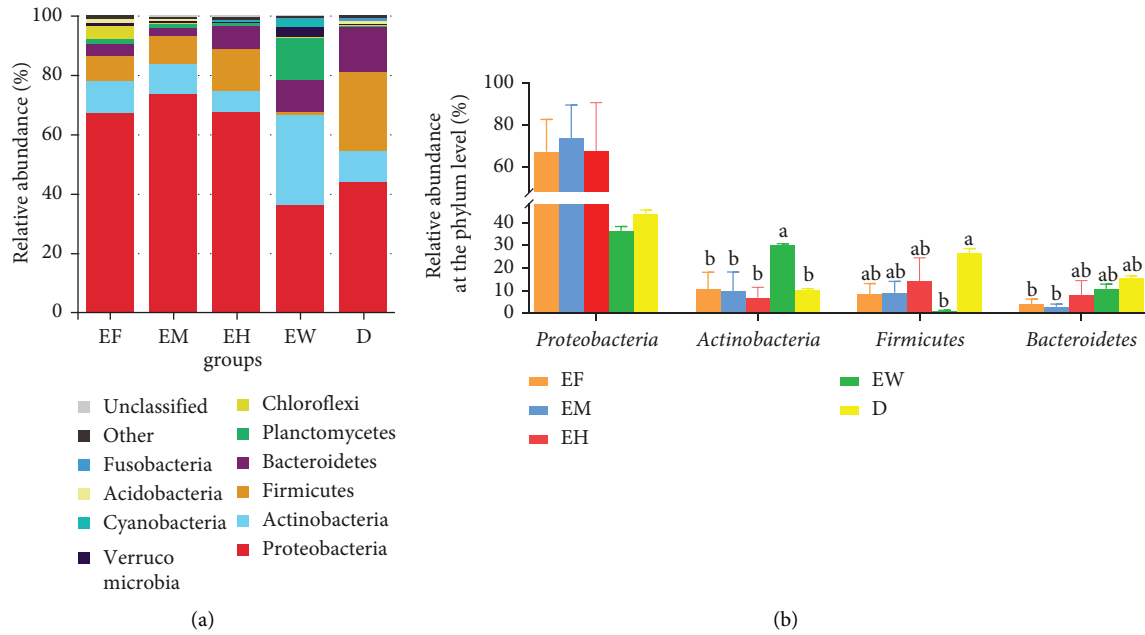 Relative abundance (%)
100
80
60
40
20
0
EF EM EH EW D
groups
Unclassified
Other
Fusobacteria
Acidobacteria
Cyanobacteria
Verruco
microbia
Chloroflexi
Planctomycetes
Bacteroidetes
Firmicutes
Actinobacteria
Proteobacteria
(a)
Relative abundance
at the phylum level (%)
100
80
60
40
30
20
10
0
b b b a b
ab ab ab b a
b b ab ab ab
Proteobacteria Actinobacteria Firmicutes Bacteroidetes
EF
EM
EH
EW
D
(b)